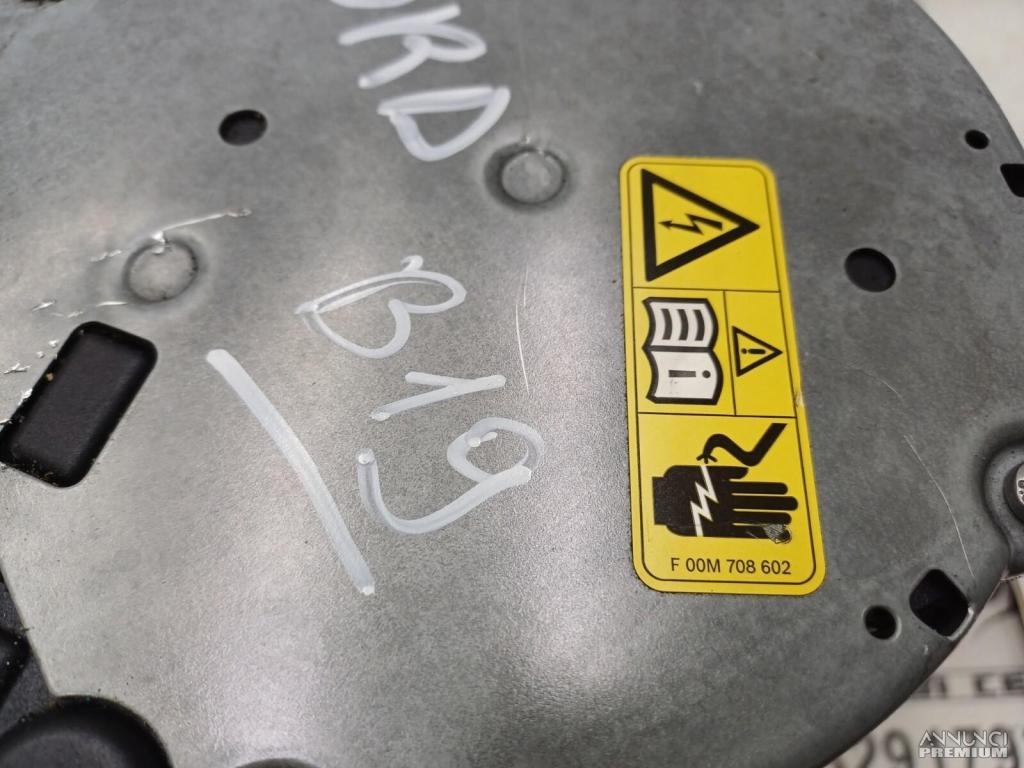 ORD
B19
F 00M 708 602
ANNUNCI
PREMIUM